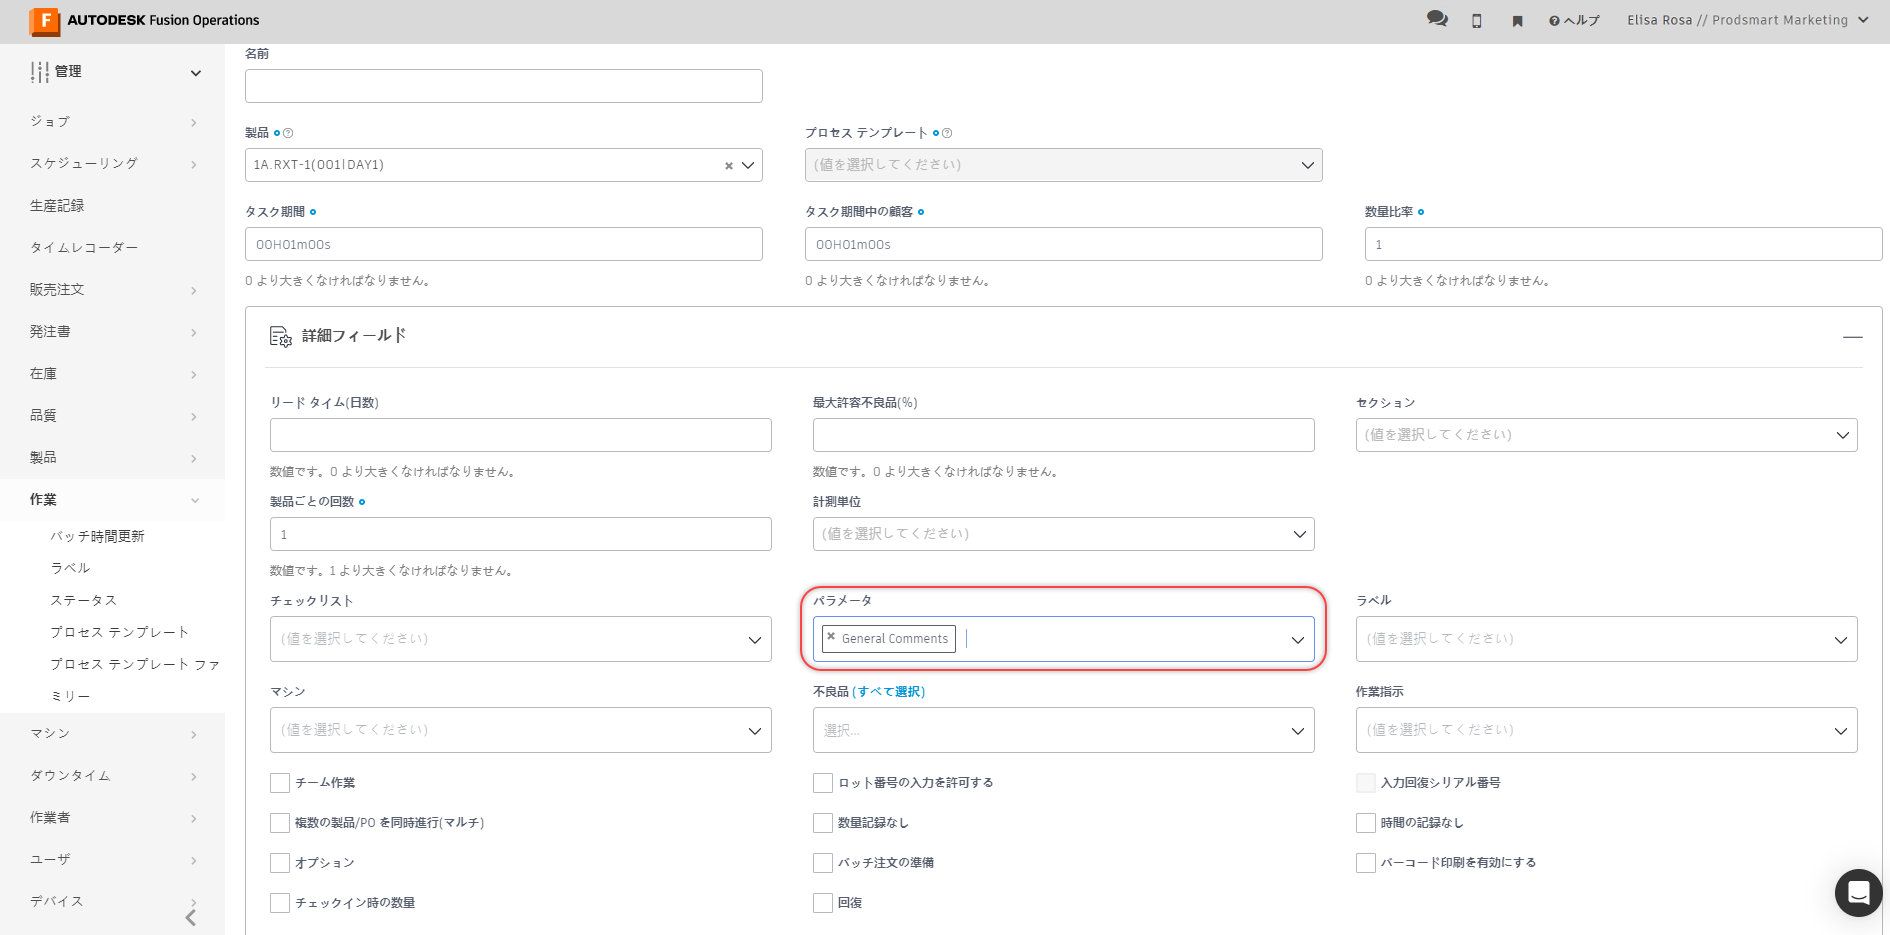 AUTODESK Fusion Operations
ヘルプ
Elisa Rosa // Prodsmart Marketing
管理
ジョブ
スケジューリング
生産記録
タイムレコーダー
販売注文
発注書
在庫
品質
製品
作業
バッチ時間更新
ラベル
ステータス
プロセス テンプレート
プロセス テンプレート ファ
ミリー
マシン
ダウンタイム
作業者
ユーザ
デバイス
名前
製品
プロセス テンプレート
1A.RXT-1(001|DAY1)
(値を選択してください)
タスク期間
タスク期間中の顧客
数量比率
00H01m00s
00H01m00s
1
0 より大きくなければなりません。
0 より大きくなければなりません。
0 より大きくなければなりません。
詳細フィールド
リード タイム(日数)
最大許容不良品(%)
セクション
(値を選択してください)
数値です。0 より大きくなければなりません。
数値です。0 より大きくなければなりません。
製品ごとの回数
計測単位
1
(値を選択してください)
数値です。1 より大きくなければなりません。
チェックリスト
パラメータ
ラベル
(値を選択してください)
General Comments
(値を選択してください)
マシン
不良品 (すべて選択)
作業指示
(値を選択してください)
選択...
(値を選択してください)
チーム作業
ロット番号の入力を許可する
入力回復シリアル番号
複数の製品/PO を同時進行(マルチ)
数量記録なし
時間の記録なし
オプション
バッチ注文の準備
バーコード印刷を有効にする
チェックイン時の数量
回復